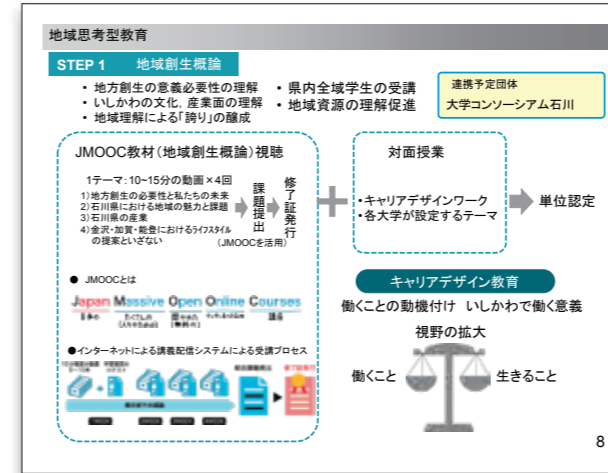 地域思考型教育
STEP 1 地域創生概論
・ 地方創生の意義必要性の理解
・ いしかわの文化、産業面の理解
・ 地域理解による「誇り」の醸成
・ 県内全域学生の受講
・ 地域資源の理解促進
連携予定団体
大学コンソーシアム石川
JMOOC教材(地域創生概論)視聴
1テーマ:10~15分の動画×4回
1)地方創生の必要性と私たちの未来
2)石川県における地域の魅力と課題
3)石川県の産業
4)金沢・加賀・能登におけるライフスタイル
の提案といざない
課題提出
修了証発行
(JMOOCを活用)
対面授業
・キャリアデザインワーク
・各大学が設定するテーマ
単位認定
● JMOOCとは
Japan Massive Open Online Courses
日本の
講座
●インターネットによる講義配信システムによる受講プロセス
キャリアデザイン教育
働くことの動機付け いしかわで働く意義
視野の拡大
働くこと
生きること
8